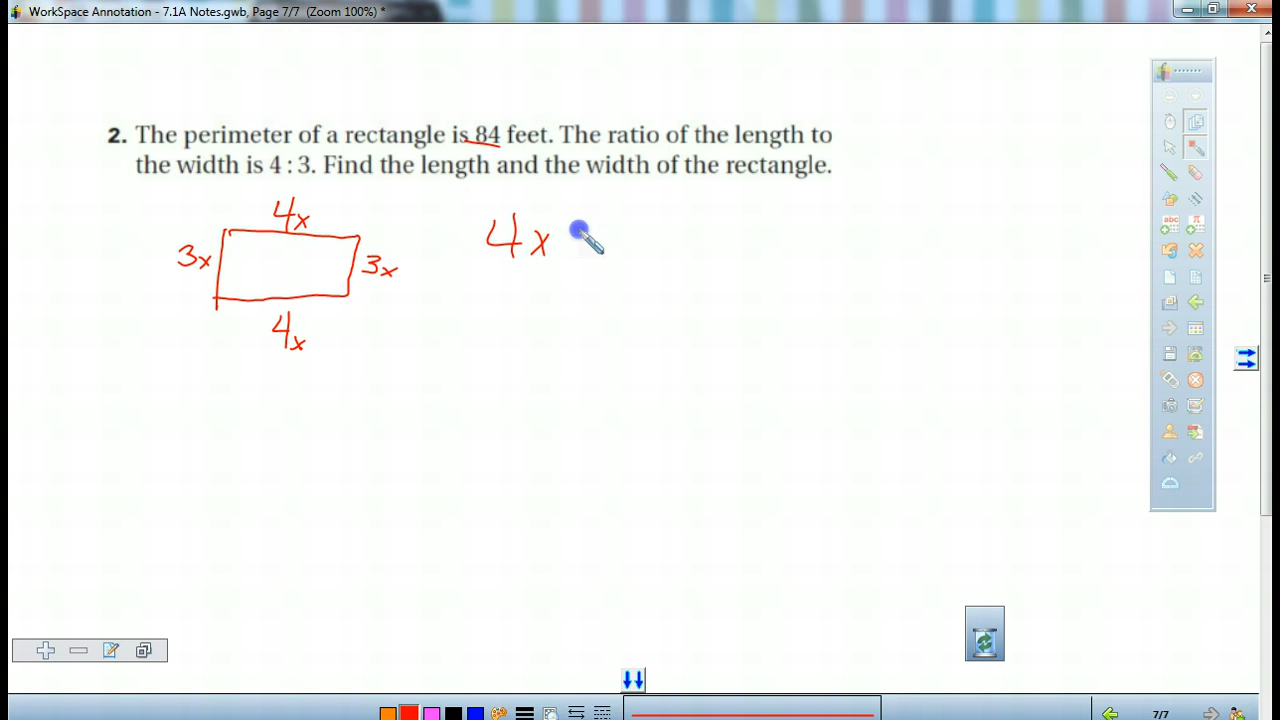 WorkSpace Annotation - 7.1A Notes.gwb, Page 7/7 (Zoom 100%) *
2. The perimeter of a rectangle is 84 feet. The ratio of the length to
the width is 4 : 3. Find the length and the width of the rectangle.
4x
3x
3x
4x
4x
abc
π
7/7